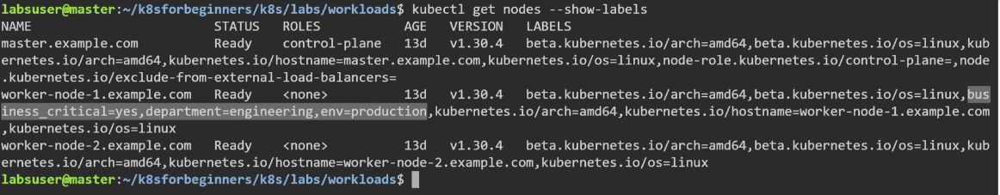 labsuser@master:~/k8sforbeginners/k8s/labs/workloads$ kubectl get nodes --show-labels
NAME STATUS ROLES AGE VERSION LABELS
master.example.com Ready control-plane 13d v1.30.4 beta.kubernetes.io/arch=amd64,beta.kubernetes.io/os=linux,kub
ernetes.io/arch=amd64,kubernetes.io/hostname=master.example.com,kubernetes.io/os=linux,node-role.kubernetes.io/control-plane=,node
.kubernetes.io/exclude-from-external-load-balancers=
worker-node-1.example.com Ready <none> 13d v1.30.4 beta.kubernetes.io/arch=amd64,beta.kubernetes.io/os=linux,bus
iness_critical=yes,department=engineering,env=production,kubernetes.io/arch=amd64,kubernetes.io/hostname=worker-node-1.example.com
,kubernetes.io/os=linux
worker-node-2.example.com Ready <none> 13d v1.30.4 beta.kubernetes.io/arch=amd64,beta.kubernetes.io/os=linux,kub
ernetes.io/arch=amd64,kubernetes.io/hostname=worker-node-2.example.com,kubernetes.io/os=linux
labsuser@master:~/k8sforbeginners/k8s/labs/workloads$